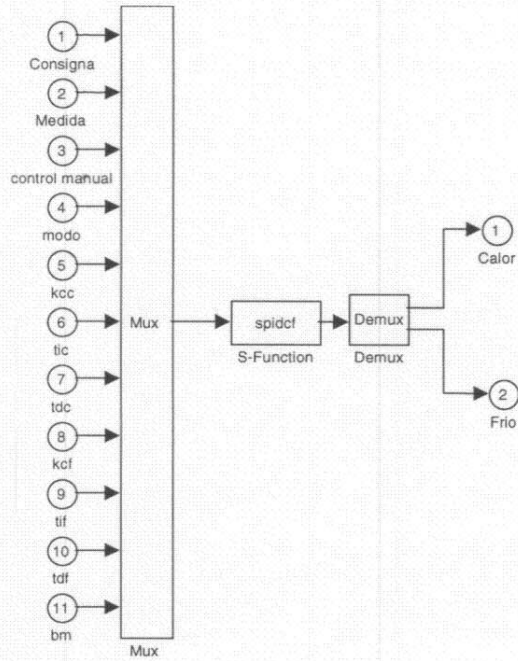 1
Consigna
2
Medida
3
control manual
4
modo
5
kcc
6
tic
7
tdc
8
kcf
9
tif
10
tdf
11
bm
Mux
Mux
spidcf
S-Function
Demux
Demux
1
Calor
2
Frio